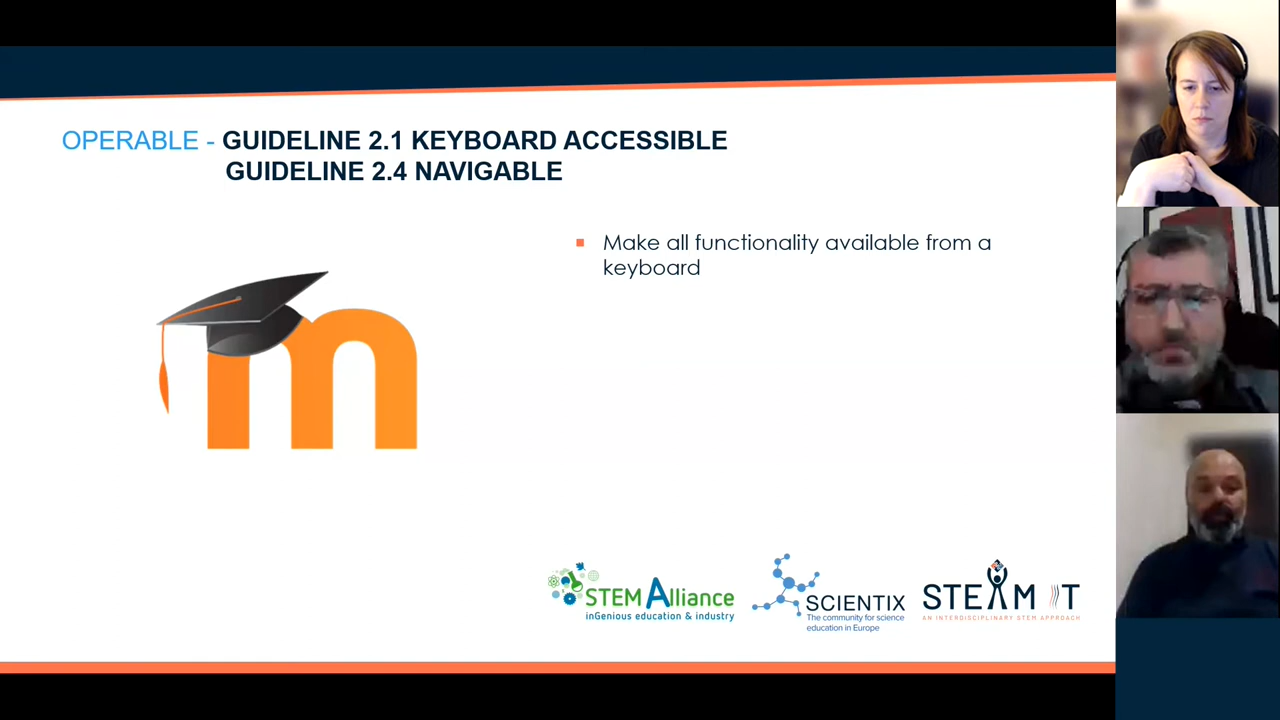 OPERABLE - GUIDELINE 2.1 KEYBOARD ACCESSIBLE
GUIDELINE 2.4 NAVIGABLE
Make all functionality available from a
keyboard
m
STEM Alliance
inGenious education & industry
SCIENTIX
The community for science
education in Europe
STEAM IT
AN INTERDISCIPLINARY STEM APPROACH